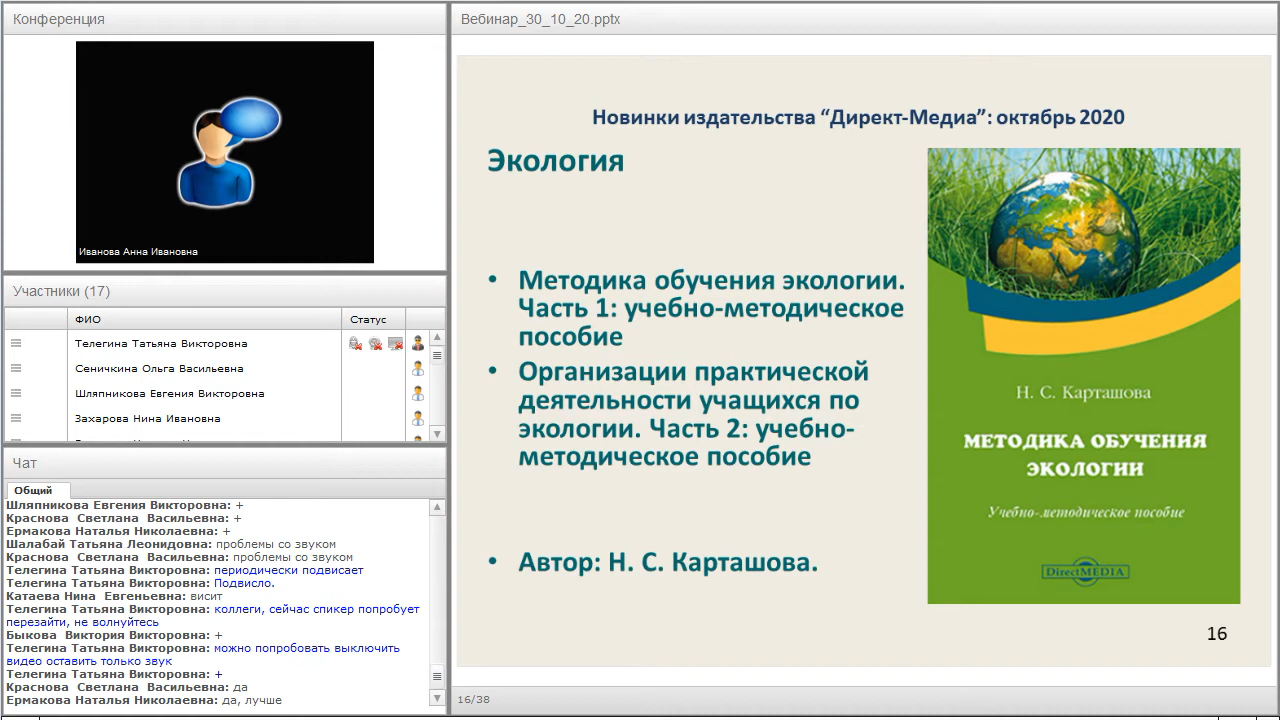 Конференция
Иванова Анна Ивановна
Участники (17)
ФИО Статус
Телегина Татьяна Викторовна
Сеничкина Ольга Васильевна
Шляпникова Евгения Викторовна
Захарова Нина Ивановна
Чат
Общий
Шляпникова Евгения Викторовна: +
Краснова Светлана Васильевна: +
Ермакова Наталья Николаевна: +
Шалабай Татьяна Леонидовна: проблемы со звуком
Краснова Светлана Васильевна: проблемы со звуком
Телегина Татьяна Викторовна: периодически подвисает
Телегина Татьяна Викторовна: Подвисло.
Катаева Нина Евгеньевна: висит
Телегина Татьяна Викторовна: коллеги, сейчас спикер попробует
перезайти, не волнуйтесь
Быкова Виктория Викторовна: +
Телегина Татьяна Викторовна: можно попробовать выключить
видео оставить только звук
Телегина Татьяна Викторовна: +
Краснова Светлана Васильевна: да
Ермакова Наталья Николаевна: да, лучше
Вебинар_30_10_20.pptx
Новинки издательства “Директ-Медиа”: октябрь 2020
Экология
• Методика обучения экологии.
Часть 1: учебно-методическое
пособие
• Организации практической
деятельности учащихся по
экологии. Часть 2: учебно-
методическое пособие
• Автор: Н. С. Карташова.
Н. С. Карташова
МЕТОДИКА ОБУЧЕНИЯ
ЭКОЛОГИИ
Учебно-методическое пособие
DirectMEDIA
16
16/38